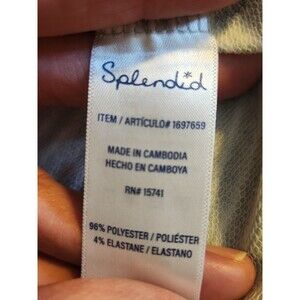 Splendid
ITEM / ARTÍCULO# 1697659
MADE IN CAMBODIA
HECHO EN CAMBOYA
RN# 15741
96% POLYESTER / POLIÉSTER
4% ELASTANE / ELASTANO